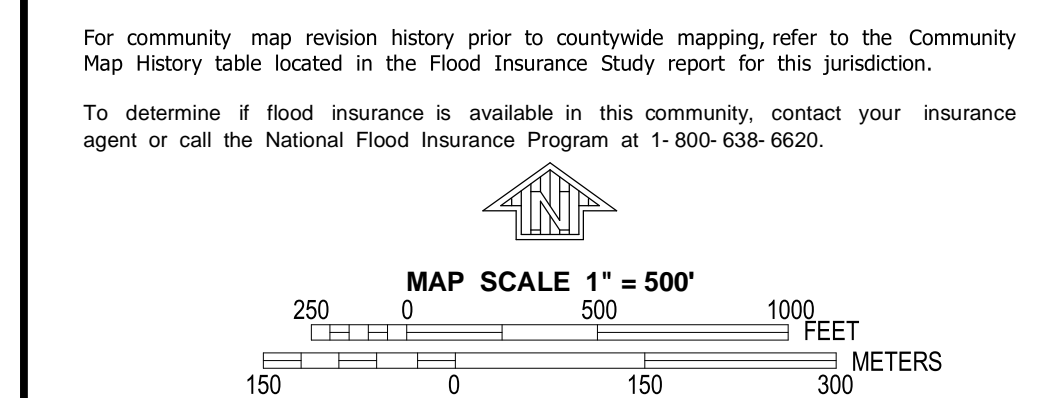 For community map revision history prior to countywide mapping, refer to the Community
Map History table located in the Flood Insurance Study report for this jurisdiction.
To determine if flood insurance is available in this community, contact your insurance
agent or call the National Flood Insurance Program at 1- 800- 638- 6620.
N
MAP SCALE 1" = 500'
250 0 500 1000
FEET
METERS
150 0 150 300